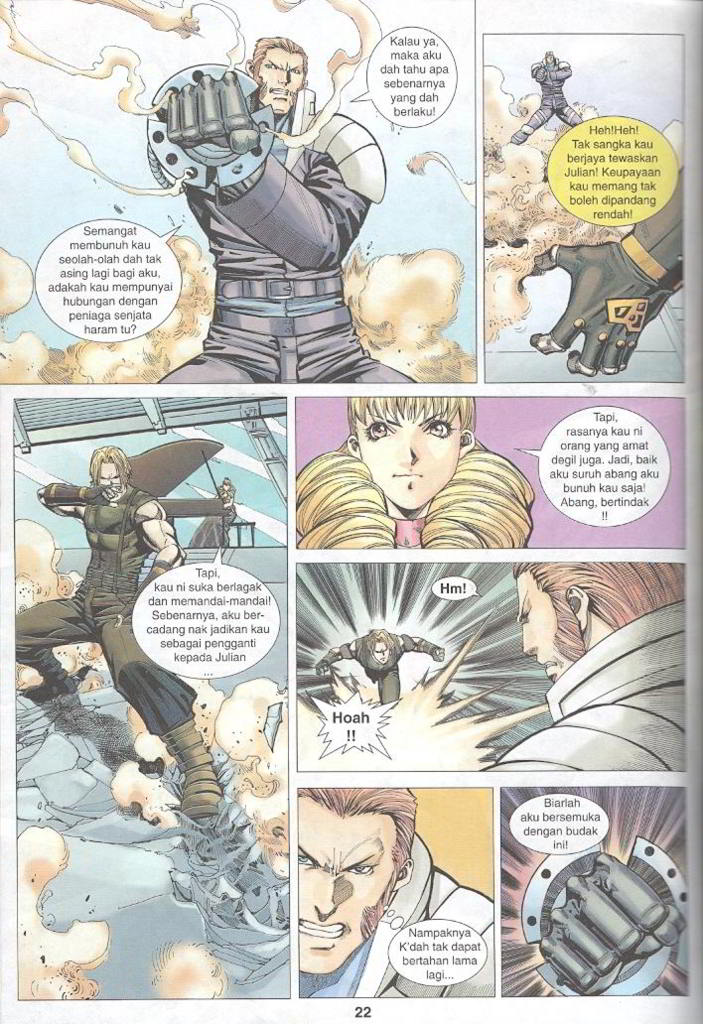 Kalau ya,
maka aku
dah tahu apa
sebenarnya
yang dah
berlaku!
Semangat
membunuh kau
seolah-olah dah tak
asing lagi bagi aku,
adakah kau mempunyai
hubungan dengan
peniaga senjata
haram tu?
Heh!Heh!
Tak sangka kau
berjaya tewaskan
Julian! Keupayaan
kau memang tak
boleh dipandang
rendah!
Tapi,
kau ni suka berlagak
dan memandai-mandai!
Sebenarnya, aku ber-
cadang nak jadikan kau
sebagai pengganti
kepada Julian
...
Tapi,
rasanya kau ni
orang yang amat
degil juga. Jadi, baik
aku suruh abang aku
bunuh kau saja!
Abang, bertindak
!!
Hm!
Hoah
!!
Nampaknya
K'dah tak dapat
bertahan lama
lagi...
Biarlah
aku bersemuka
dengan budak
ini!
22